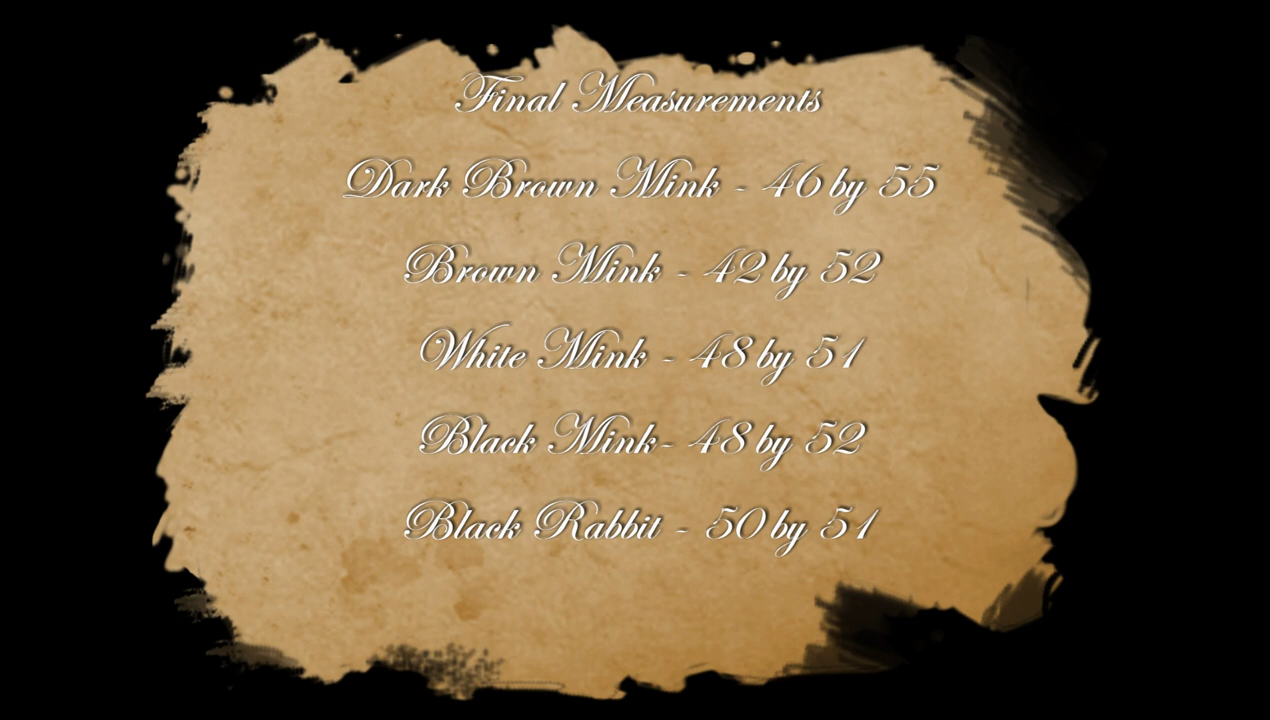 Final Measurements
Dark Brown Mink - 46 by 55
Brown Mink - 42 by 52
White Mink - 48 by 51
Black Mink- 48 by 52
Black Rabbit - 50 by 51